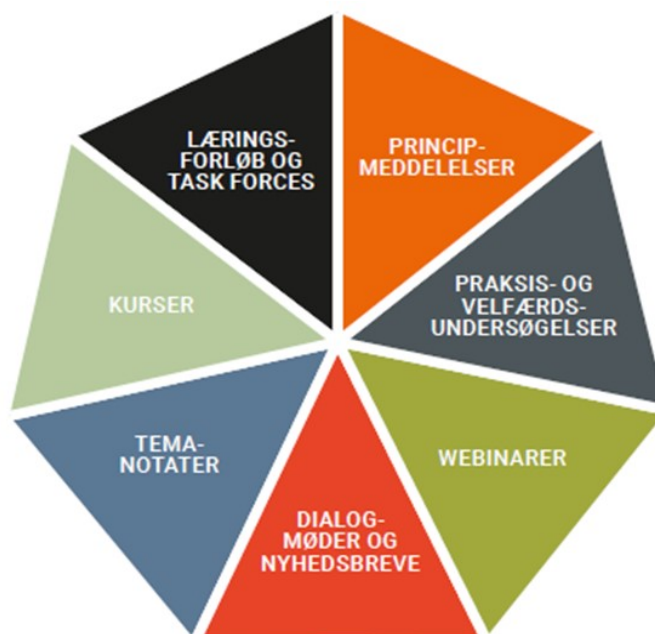 LÆRINGS-
FORLØB OG
TASK FORCES
PRINCIP-
MEDDELELSER
PRAKSIS- OG
VELFÆRDS-
UNDERSØGELSER
WEBINARER
DIALOG-
MØDER OG
NYHEDSBREVE
TEMA-
NOTATER
KURSER